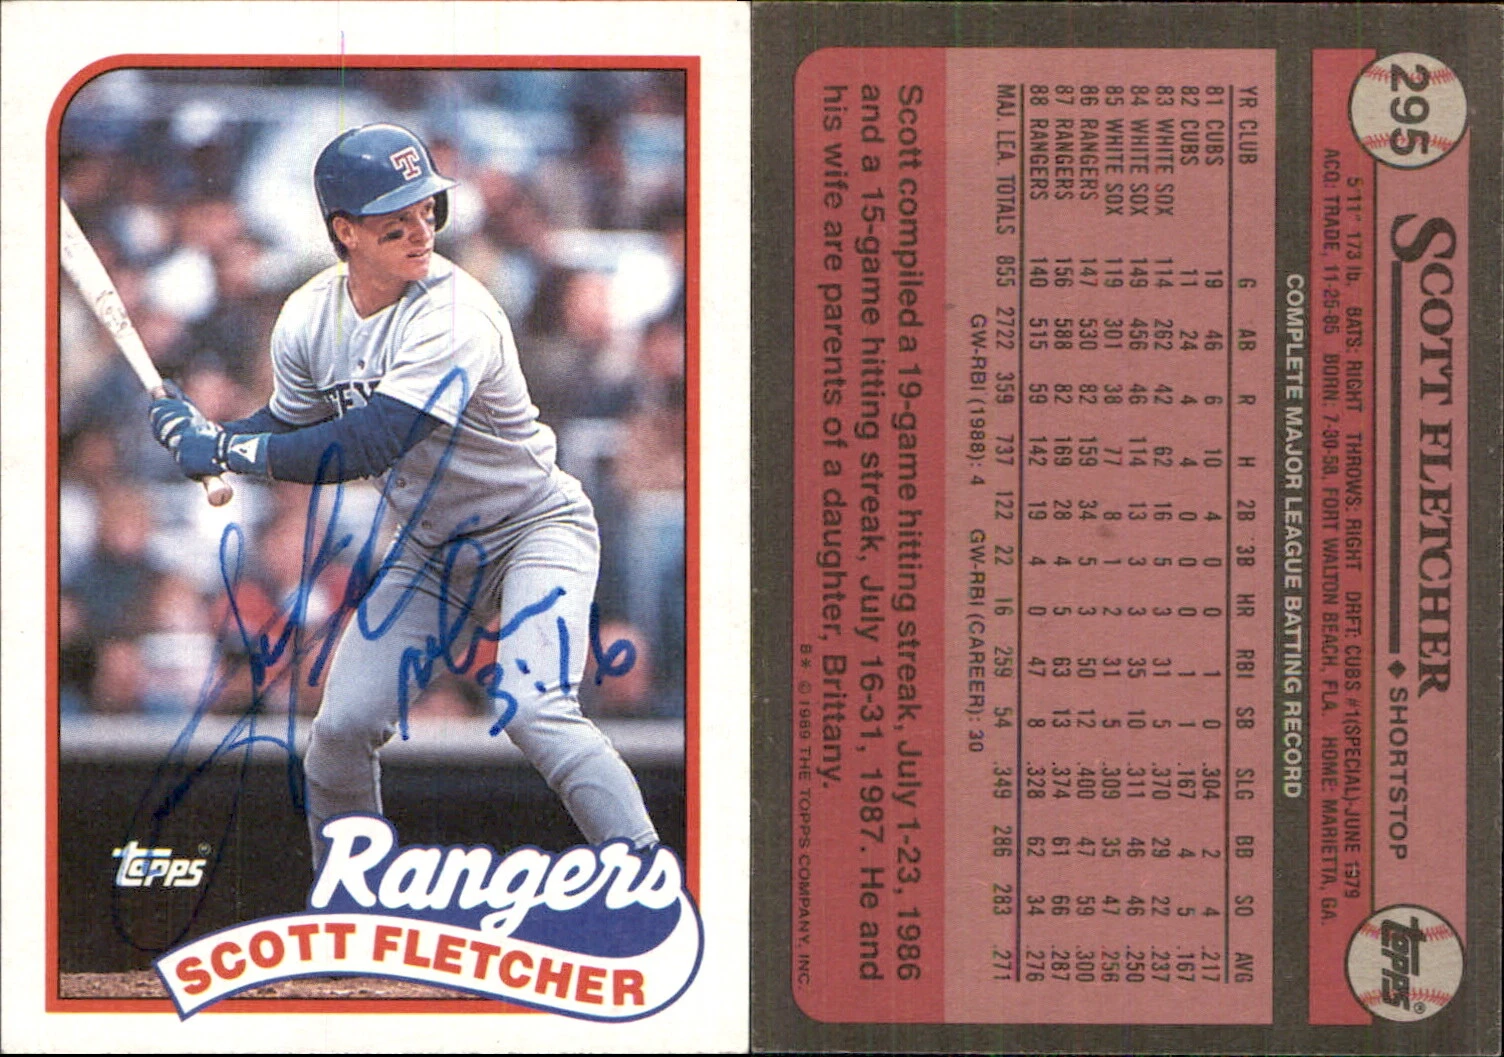 T
TEX
topps®
Rangers
SCOTT FLETCHER
3:16
295
SCOTT FLETCHER ◆ SHORTSTOP
topps®
5'11" 173 lb. BATS: RIGHT THROWS: RIGHT DRFT: CUBS #1(SPECIAL)-JUNE 1979
ACQ: TRADE, 11-25-85 BORN: 7-30-58, FORT WALTON BEACH, FLA. HOME: MARIETTA, GA.
COMPLETE MAJOR LEAGUE BATTING RECORD
YR CLUB G AB R H 2B 3B HR RBI SB SLG BB SO AVG
81 CUBS 19 46 6 10 4 0 0 1 0 .304 2 4 .217
82 CUBS 11 24 4 4 0 0 0 1 1 .167 4 5 .167
83 WHITE SOX 114 262 42 62 16 5 3 31 5 .370 29 22 .237
84 WHITE SOX 149 456 46 114 13 3 3 35 10 .311 46 46 .250
85 WHITE SOX 119 301 38 77 8 1 2 31 5 .309 35 47 .256
86 RANGERS 147 530 82 159 34 5 3 50 12 .400 47 59 .300
87 RANGERS 156 588 82 169 28 4 5 63 13 .374 61 66 .287
88 RANGERS 140 515 59 142 19 4 0 47 8 .328 62 34 .276
MAJ. LEA. TOTALS 855 2722 359 737 122 22 16 259 54 .349 286 283 .271
GW-RBI (1988): 4 GW-RBI (CAREER): 30
Scott compiled a 19-game hitting streak, July 1-23, 1986
and a 15-game hitting streak, July 16-31, 1987. He and
his wife are parents of a daughter, Brittany.
B* © 1989 THE TOPPS COMPANY, INC.